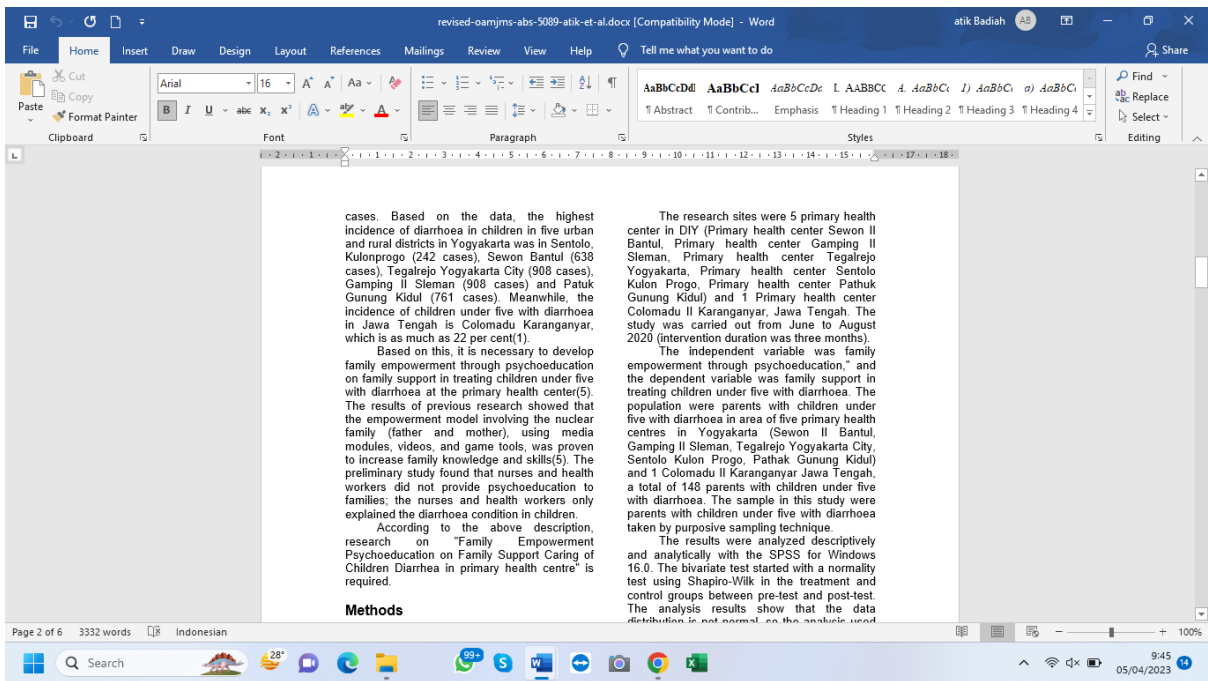 revised-oamjms-abs-5089-atik-et-al.docx [Compatibility Mode] - Word
atik Badiah
AB
File Home Insert Draw Design Layout References Mailings Review View Help Tell me what you want to do
Share
Paste
Cut
Copy
Format Painter
Clipboard
Arial 16
Font
Paragraph
AaBbCcDdI AaBbCcI AaBbCcDc I. AABBCC A. AaBbCc 1) AaBbCc a) AaBbCc
¶ Abstract ¶ Contrib... Emphasis ¶ Heading 1 ¶ Heading 2 ¶ Heading 3 ¶ Heading 4
Styles
Find
Replace
Select
Editing
cases. Based on the data, the highest
incidence of diarrhoea in children in five urban
and rural districts in Yogyakarta was in Sentolo,
Kulonprogo (242 cases), Sewon Bantul (638
cases), Tegalrejo Yogyakarta City (908 cases),
Gamping II Sleman (908 cases) and Patuk
Gunung Kidul (761 cases). Meanwhile, the
incidence of children under five with diarrhoea
in Jawa Tengah is Colomadu Karanganyar,
which is as much as 22 per cent(1).
Based on this, it is necessary to develop
family empowerment through psychoeducation
on family support in treating children under five
with diarrhoea at the primary health center(5).
The results of previous research showed that
the empowerment model involving the nuclear
family (father and mother), using media
modules, videos, and game tools, was proven
to increase family knowledge and skills(5). The
preliminary study found that nurses and health
workers did not provide psychoeducation to
families; the nurses and health workers only
explained the diarrhoea condition in children.
According to the above description,
research on "Family Empowerment
Psychoeducation on Family Support Caring of
Children Diarrhea in primary health centre" is
required.
Methods
The research sites were 5 primary health
center in DIY (Primary health center Sewon II
Bantul, Primary health center Gamping II
Sleman, Primary health center Tegalrejo
Yogyakarta, Primary health center Sentolo
Kulon Progo, Primary health center Pathuk
Gunung Kidul) and 1 Primary health center
Colomadu II Karanganyar, Jawa Tengah. The
study was carried out from June to August
2020 (intervention duration was three months).
The independent variable was family
empowerment through psychoeducation," and
the dependent variable was family support in
treating children under five with diarrhoea. The
population were parents with children under
five with diarrhoea in area of five primary health
centres in Yogyakarta (Sewon II Bantul,
Gamping II Sleman, Tegalrejo Yogyakarta City,
Sentolo Kulon Progo, Pathak Gunung Kidul)
and 1 Colomadu II Karanganyar Jawa Tengah,
a total of 148 parents with children under five
with diarrhoea. The sample in this study were
parents with children under five with diarrhoea
taken by purposive sampling technique.
The results were analyzed descriptively
and analytically with the SPSS for Windows
16.0. The bivariate test started with a normality
test using Shapiro-Wilk in the treatment and
control groups between pre-test and post-test.
The analysis results show that the data
distribution is not normal, so the analysis used
Page 2 of 6 3332 words Indonesian
100%
Search
28°
99+
9:45
05/04/2023
14